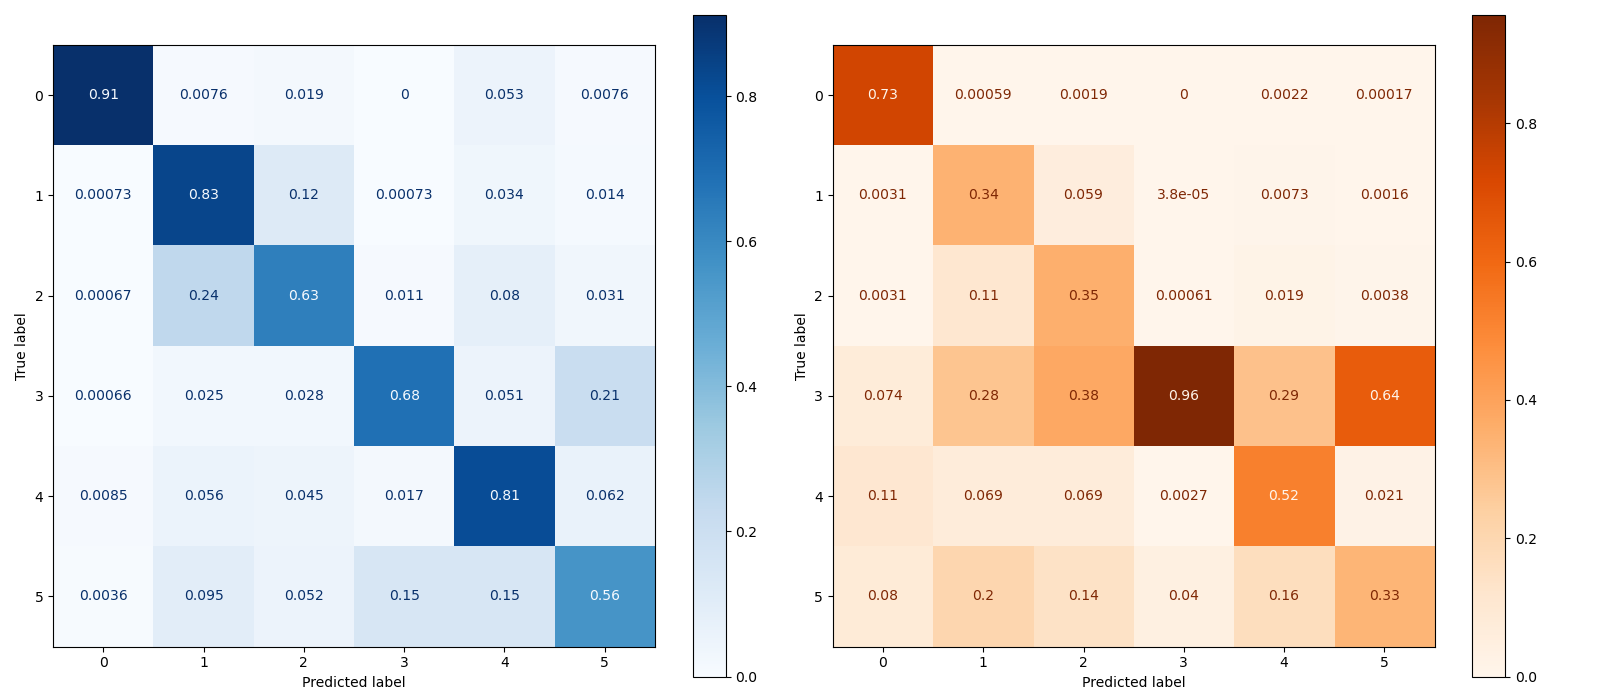 0.8
0 0.91 0.0076 0.019 0 0.053 0.0076
1 0.00073 0.83 0.12 0.00073 0.034 0.014
0.6
2 0.00067 0.24 0.63 0.011 0.08 0.031
True label
3 0.00066 0.025 0.028 0.68 0.051 0.21
0.4
4 0.0085 0.056 0.045 0.017 0.81 0.062
0.2
5 0.0036 0.095 0.052 0.15 0.15 0.56
0.0
0 1 2 3 4 5
Predicted label
0 0.73 0.00059 0.0019 0 0.0022 0.00017
0.8
1 0.0031 0.34 0.059 3.8e-05 0.0073 0.0016
0.6
2 0.0031 0.11 0.35 0.00061 0.019 0.0038
True label
3 0.074 0.28 0.38 0.96 0.29 0.64
0.4
4 0.11 0.069 0.069 0.0027 0.52 0.021
0.2
5 0.08 0.2 0.14 0.04 0.16 0.33
0.0
0 1 2 3 4 5
Predicted label